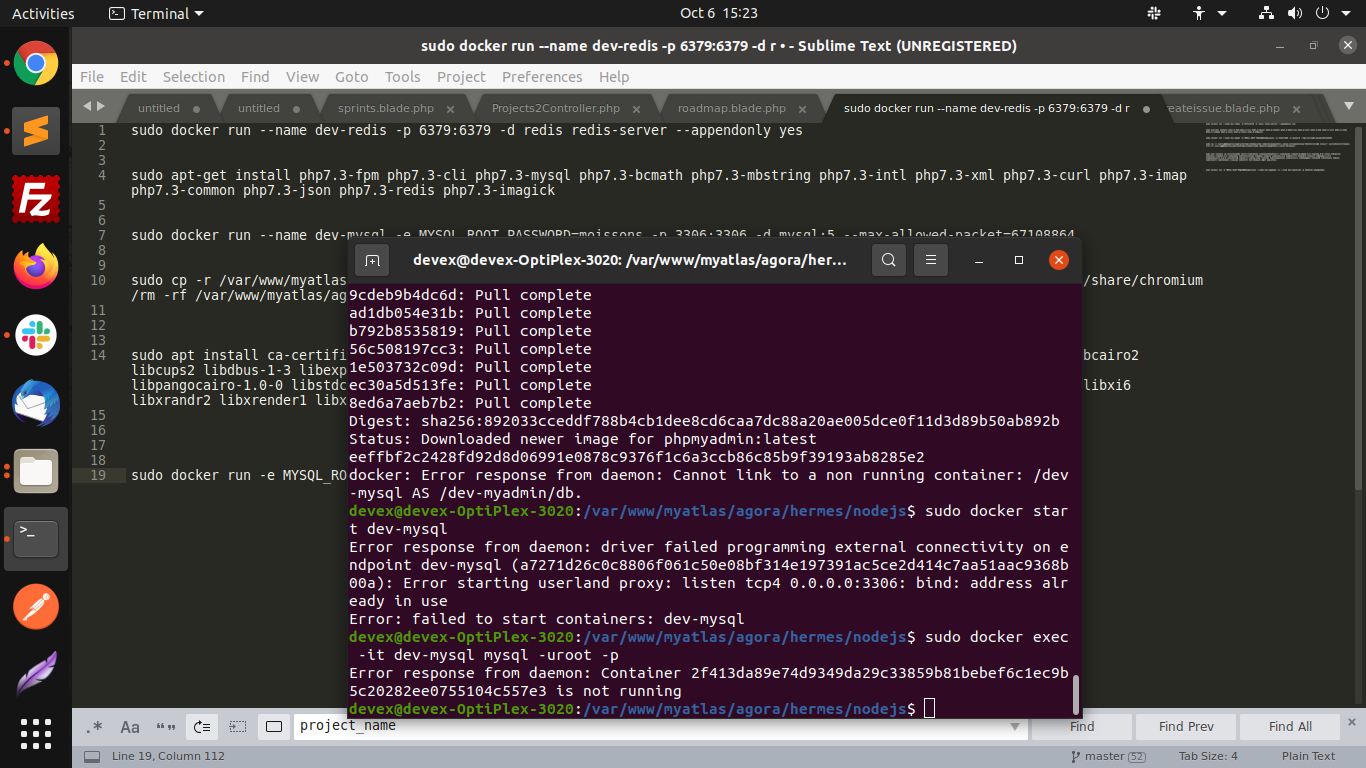 Activities
Terminal
Oct 6 15:23
sudo docker run --name dev-redis -p 6379:6379 -d r • - Sublime Text (UNREGISTERED)
File Edit Selection Find View Goto Tools Project Preferences Help
untitled
untitled
sprints.blade.php
Projects2Controller.php
roadmap.blade.php
sudo docker run --name dev-redis -p 6379:6379 -d r
eateissue.blade.php
1 sudo docker run --name dev-redis -p 6379:6379 -d redis redis-server --appendonly yes
2
3
4 sudo apt-get install php7.3-fpm php7.3-cli php7.3-mysql php7.3-bcmath php7.3-mbstring php7.3-intl php7.3-xml php7.3-curl php7.3-imap
php7.3-common php7.3-json php7.3-redis php7.3-imagick
5
6
7 sudo docker run --name dev-mysql -e MYSQL_ROOT_PASSWORD=moissons -p 3306:3306 -d mysql:5 --max-allowed-packet=67108864
8
9
10 sudo cp -r /var/www/myatlas /share/chromium
/rm -rf /var/www/myatlas/ag
11
12
13
14 sudo apt install ca-certifi bcairo2
libcups2 libdbus-1-3 libexp
libpangocairo-1.0-0 libstdc libxi6
libxrandr2 libxrender1 libx
15
16
17
18
19 sudo docker run -e MYSQL_RO
devex@devex-OptiPlex-3020: /var/www/myatlas/agora/her...
9cdeb9b4dc6d: Pull complete
ad1db054e31b: Pull complete
b792b8535819: Pull complete
56c508197cc3: Pull complete
1e503732c09d: Pull complete
ec30a5d513fe: Pull complete
8ed6a7aeb7b2: Pull complete
Digest: sha256:892033cceddf788b4cb1dee8cd6caa7dc88a20ae005dce0f11d3d89b50ab892b
Status: Downloaded newer image for phpmyadmin:latest
eeffbf2c2428fd92d8d06991e0878c9376f1c6a3ccb86c85b9f39193ab8285e2
docker: Error response from daemon: Cannot link to a non running container: /dev
-mysql AS /dev-myadmin/db.
devex@devex-OptiPlex-3020:/var/www/myatlas/agora/hermes/nodejs$ sudo docker star
t dev-mysql
Error response from daemon: driver failed programming external connectivity on e
ndpoint dev-mysql (a7271d26c0c8806f061c50e08bf314e197391ac5ce2d414c7aa51aac9368b
00a): Error starting userland proxy: listen tcp4 0.0.0.0:3306: bind: address alr
eady in use
Error: failed to start containers: dev-mysql
devex@devex-OptiPlex-3020:/var/www/myatlas/agora/hermes/nodejs$ sudo docker exec
-it dev-mysql mysql -uroot -p
Error response from daemon: Container 2f413da89e74d9349da29c33859b81bebef6c1ec9b
5c20282ee0755104c557e3 is not running
devex@devex-OptiPlex-3020:/var/www/myatlas/agora/hermes/nodejs$
.* Aa “” project_name Find Find Prev Find All
Line 19, Column 112 master 52 Tab Size: 4 Plain Text